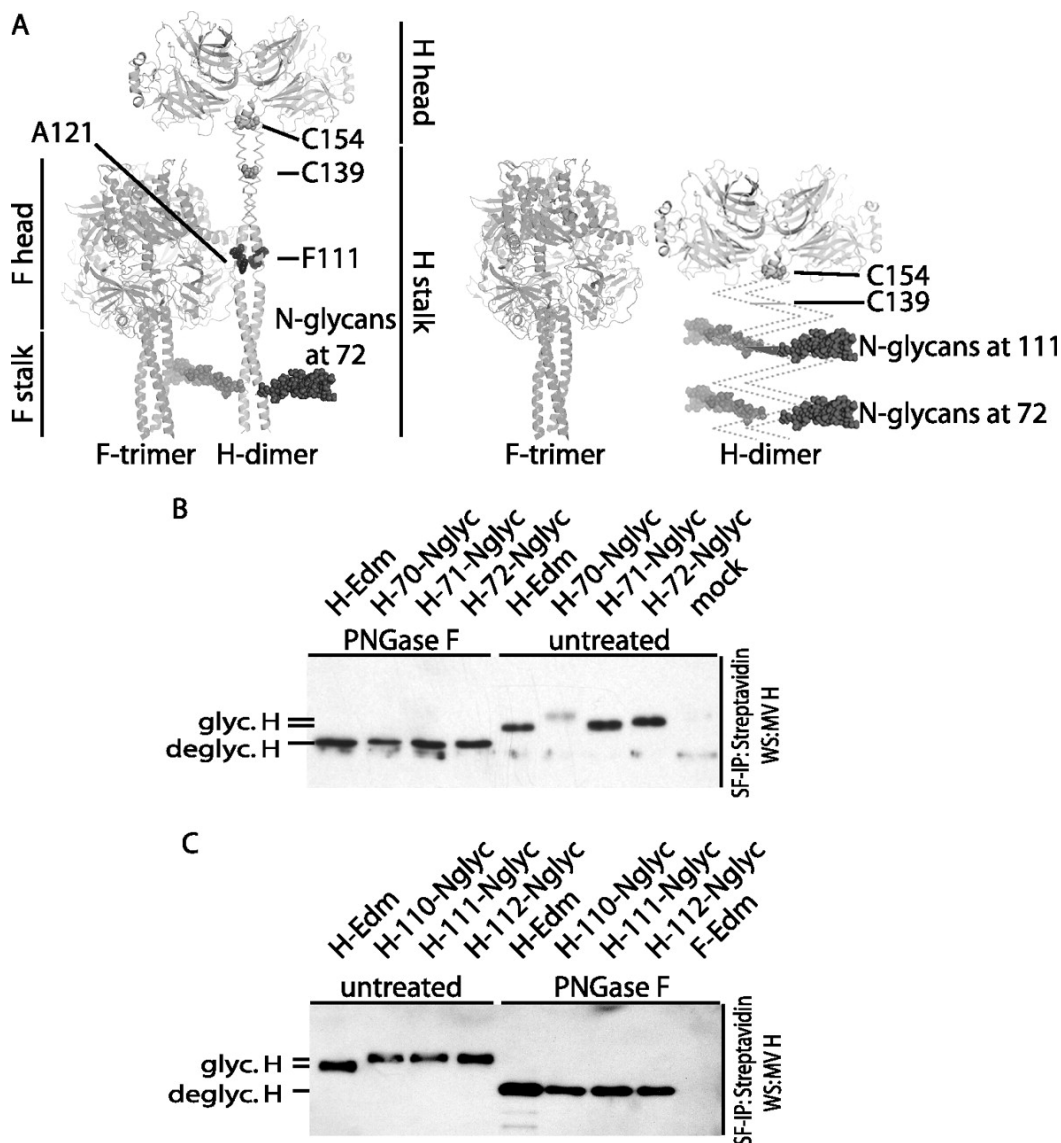 A
H head
A121
C154
C139
F head
F111
H stalk
N-glycans
at 72
F stalk
F-trimer H-dimer
C154
C139
N-glycans at 111
N-glycans at 72
F-trimer H-dimer
B
H-Edm
H-70-Nglyc
H-71-Nglyc
H-72-Nglyc
H-Edm
H-70-Nglyc
H-71-Nglyc
H-72-Nglyc
mock
PNGase F untreated
glyc. H
deglyc. H
SF-IP: Streptavidin
WS:MV H
C
H-Edm
H-110-Nglyc
H-111-Nglyc
H-112-Nglyc
H-Edm
H-110-Nglyc
H-111-Nglyc
H-112-Nglyc
F-Edm
untreated PNGase F
glyc. H
deglyc. H
SF-IP: Streptavidin
WS:MV H